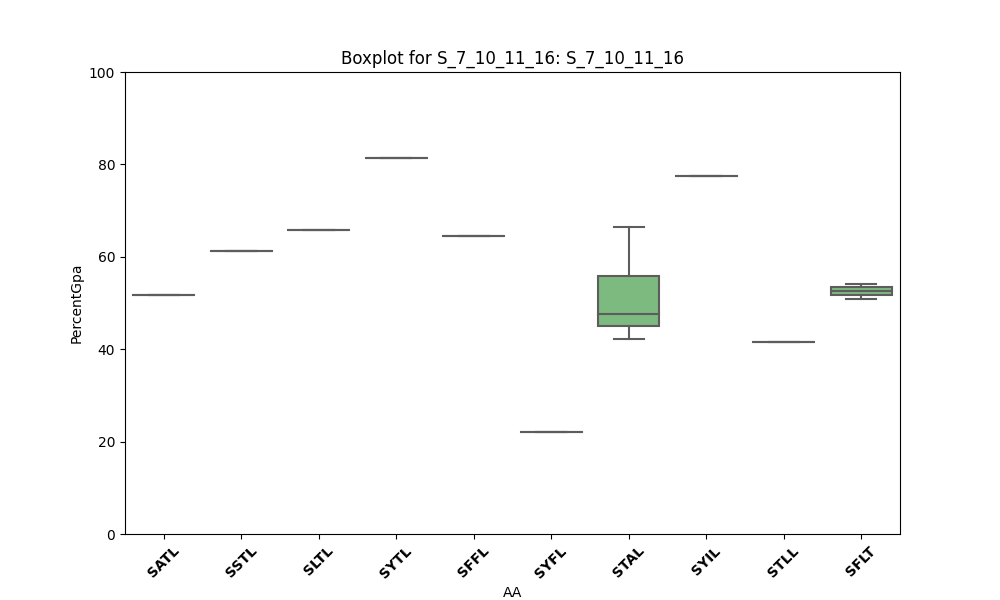 Boxplot for S_7_10_11_16: S_7_10_11_16
100
80
60
40
20
0
PercentGpa
SATL
SSTL
SLTL
SYTL
SFFL
SYFL
STAL
SYIL
STLL
SFLT
AA